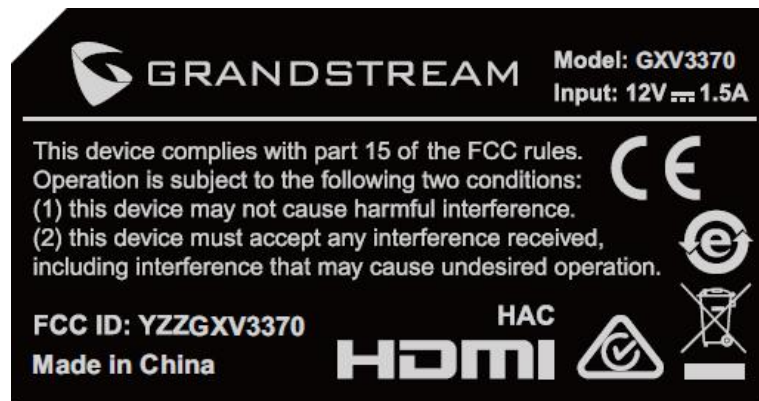 GRANDSTREAM
Model: GXV3370
Input: 12V ⎓ 1.5A
This device complies with part 15 of the FCC rules.
Operation is subject to the following two conditions:
(1) this device may not cause harmful interference.
(2) this device must accept any interference received,
including interference that may cause undesired operation.
CE
e
FCC ID: YZZGXV3370
Made in China
HAC
HDMI